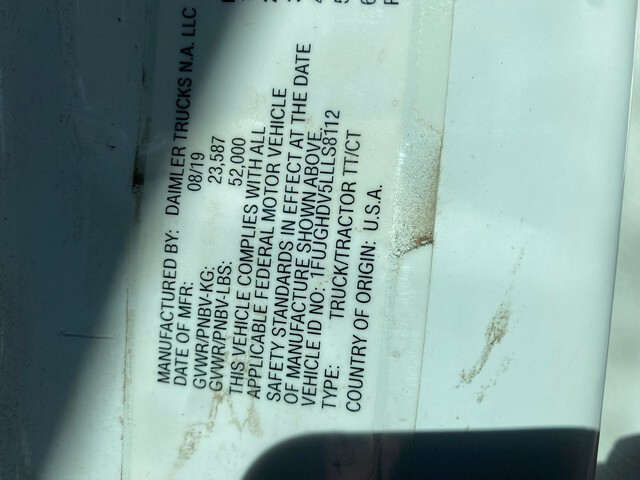 MANUFACTURED BY: DAIMLER TRUCKS N.A. LLC
DATE OF MFR: 08/19
GVWR/PNBV-KG: 23,587
GVWR/PNBV-LBS: 52,000
THIS VEHICLE COMPLIES WITH ALL
APPLICABLE FEDERAL MOTOR VEHICLE
SAFETY STANDARDS IN EFFECT AT THE DATE
OF MANUFACTURE SHOWN ABOVE.
VEHICLE ID NO: 1FUJGHDV5LLLS8112
TYPE: TRUCK/TRACTOR TT/CT
COUNTRY OF ORIGIN: U.S.A.